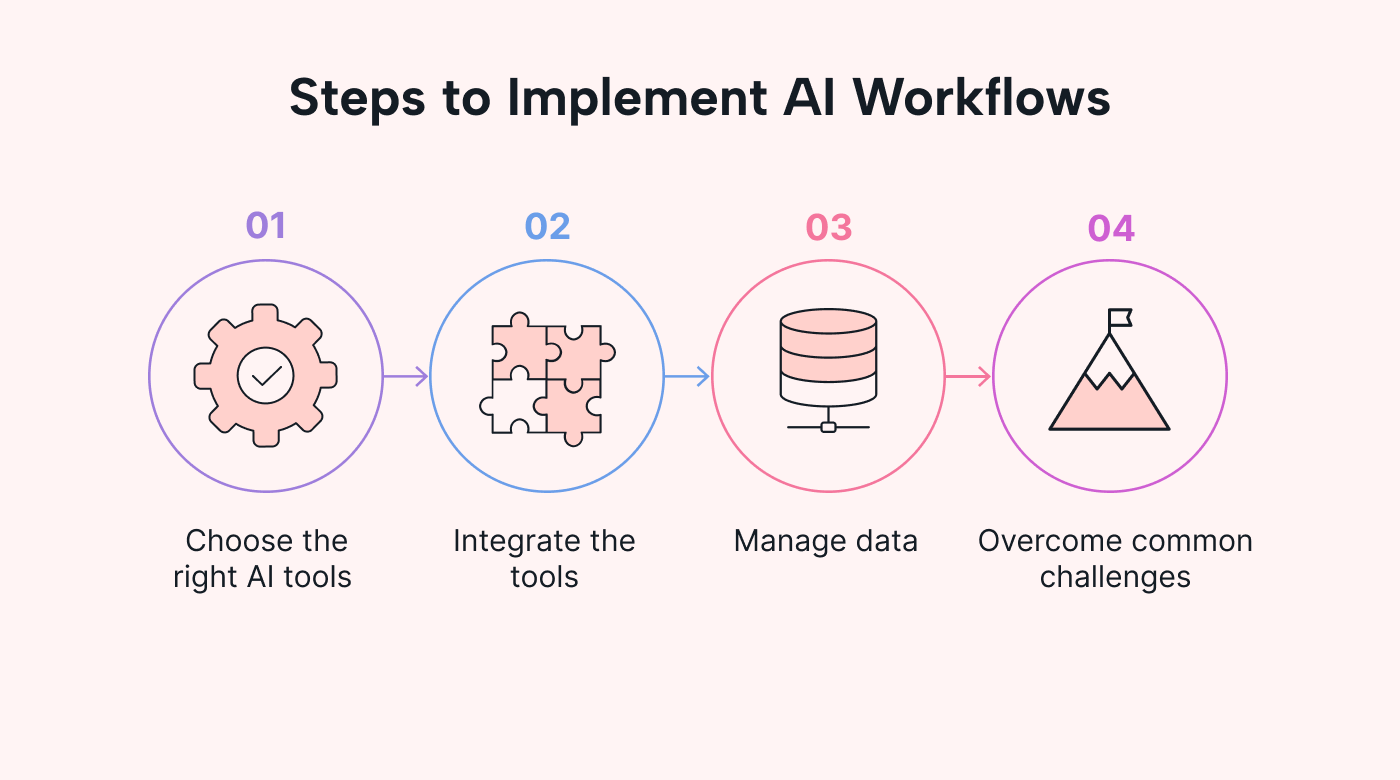 Steps to Implement AI Workflows
01
02
03
04
Choose the
right AI tools
Integrate the
tools
Manage data
Overcome common
challenges